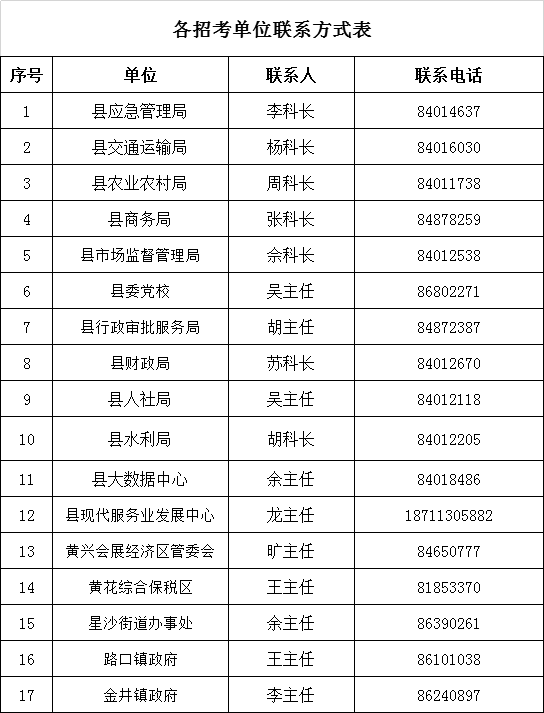 各招考单位联系方式表
序号 单位 联系人 联系电话
1 县应急管理局 李科长 84014637
2 县交通运输局 杨科长 84016030
3 县农业农村局 周科长 84011738
4 县商务局 张科长 84878259
5 县市场监督管理局 佘科长 84012538
6 县委党校 吴主任 86802271
7 县行政审批服务局 胡主任 84872387
8 县财政局 苏科长 84012670
9 县人社局 吴主任 84012118
10 县水利局 胡科长 84012205
11 县大数据中心 余主任 84018486
12 县现代服务业发展中心 龙主任 18711305882
13 黄兴会展经济区管委会 旷主任 84650777
14 黄花综合保税区 王主任 81853370
15 星沙街道办事处 余主任 86390261
16 路口镇政府 王主任 86101038
17 金井镇政府 李主任 86240897